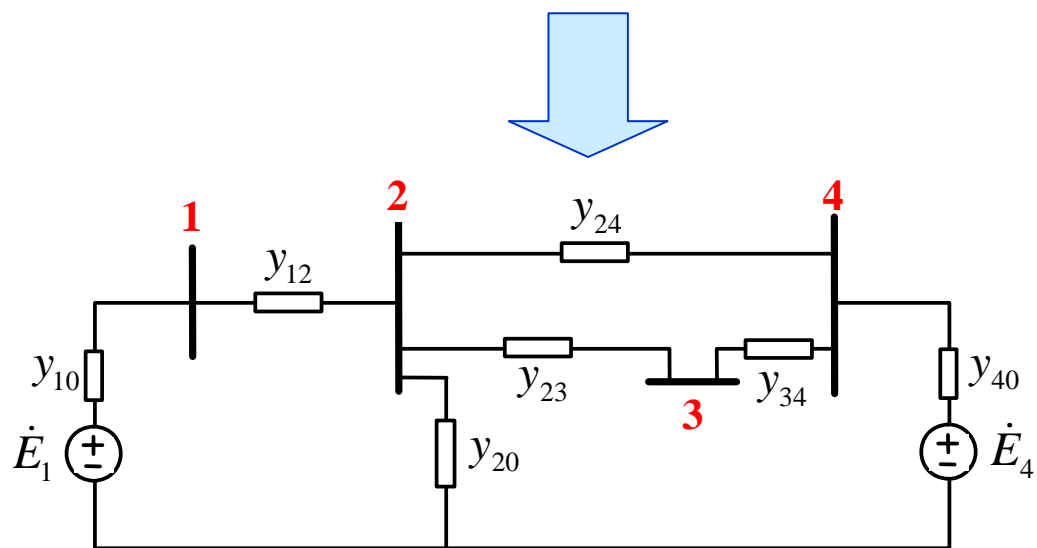 1
2
4
y₂₄
y₁₂
y₁₀
y₂₃
y₃₄
y₄₀
3
Ė₁
+
−
y₂₀
+
−
Ė₄